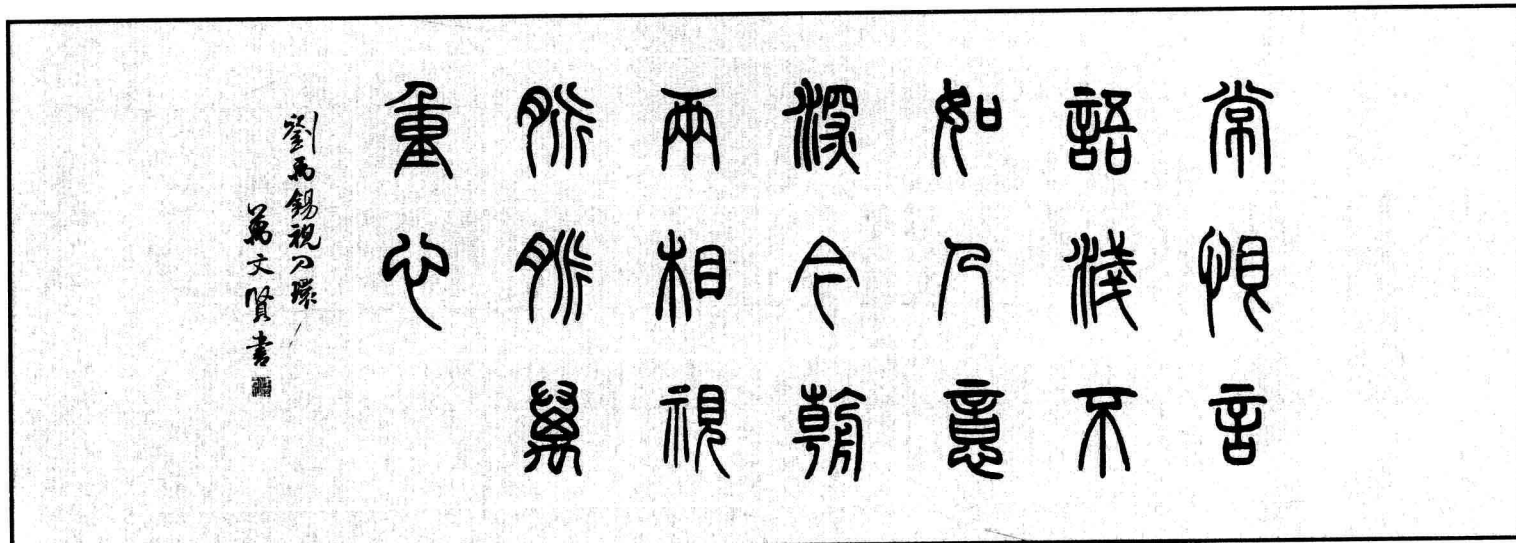 常恨言
語淺不
如人意
深今朝
兩相視
脈脈萬
重心
劉禹錫視刀環
萬文賢書